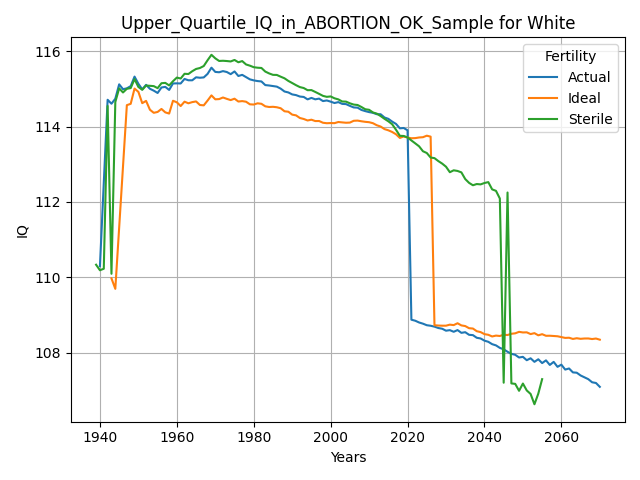 Upper_Quartile_IQ_in_ABORTION_OK_Sample for White
Fertility
Actual
Ideal
Sterile
116
114
112
110
108
IQ
1940 1960 1980 2000 2020 2040 2060
Years